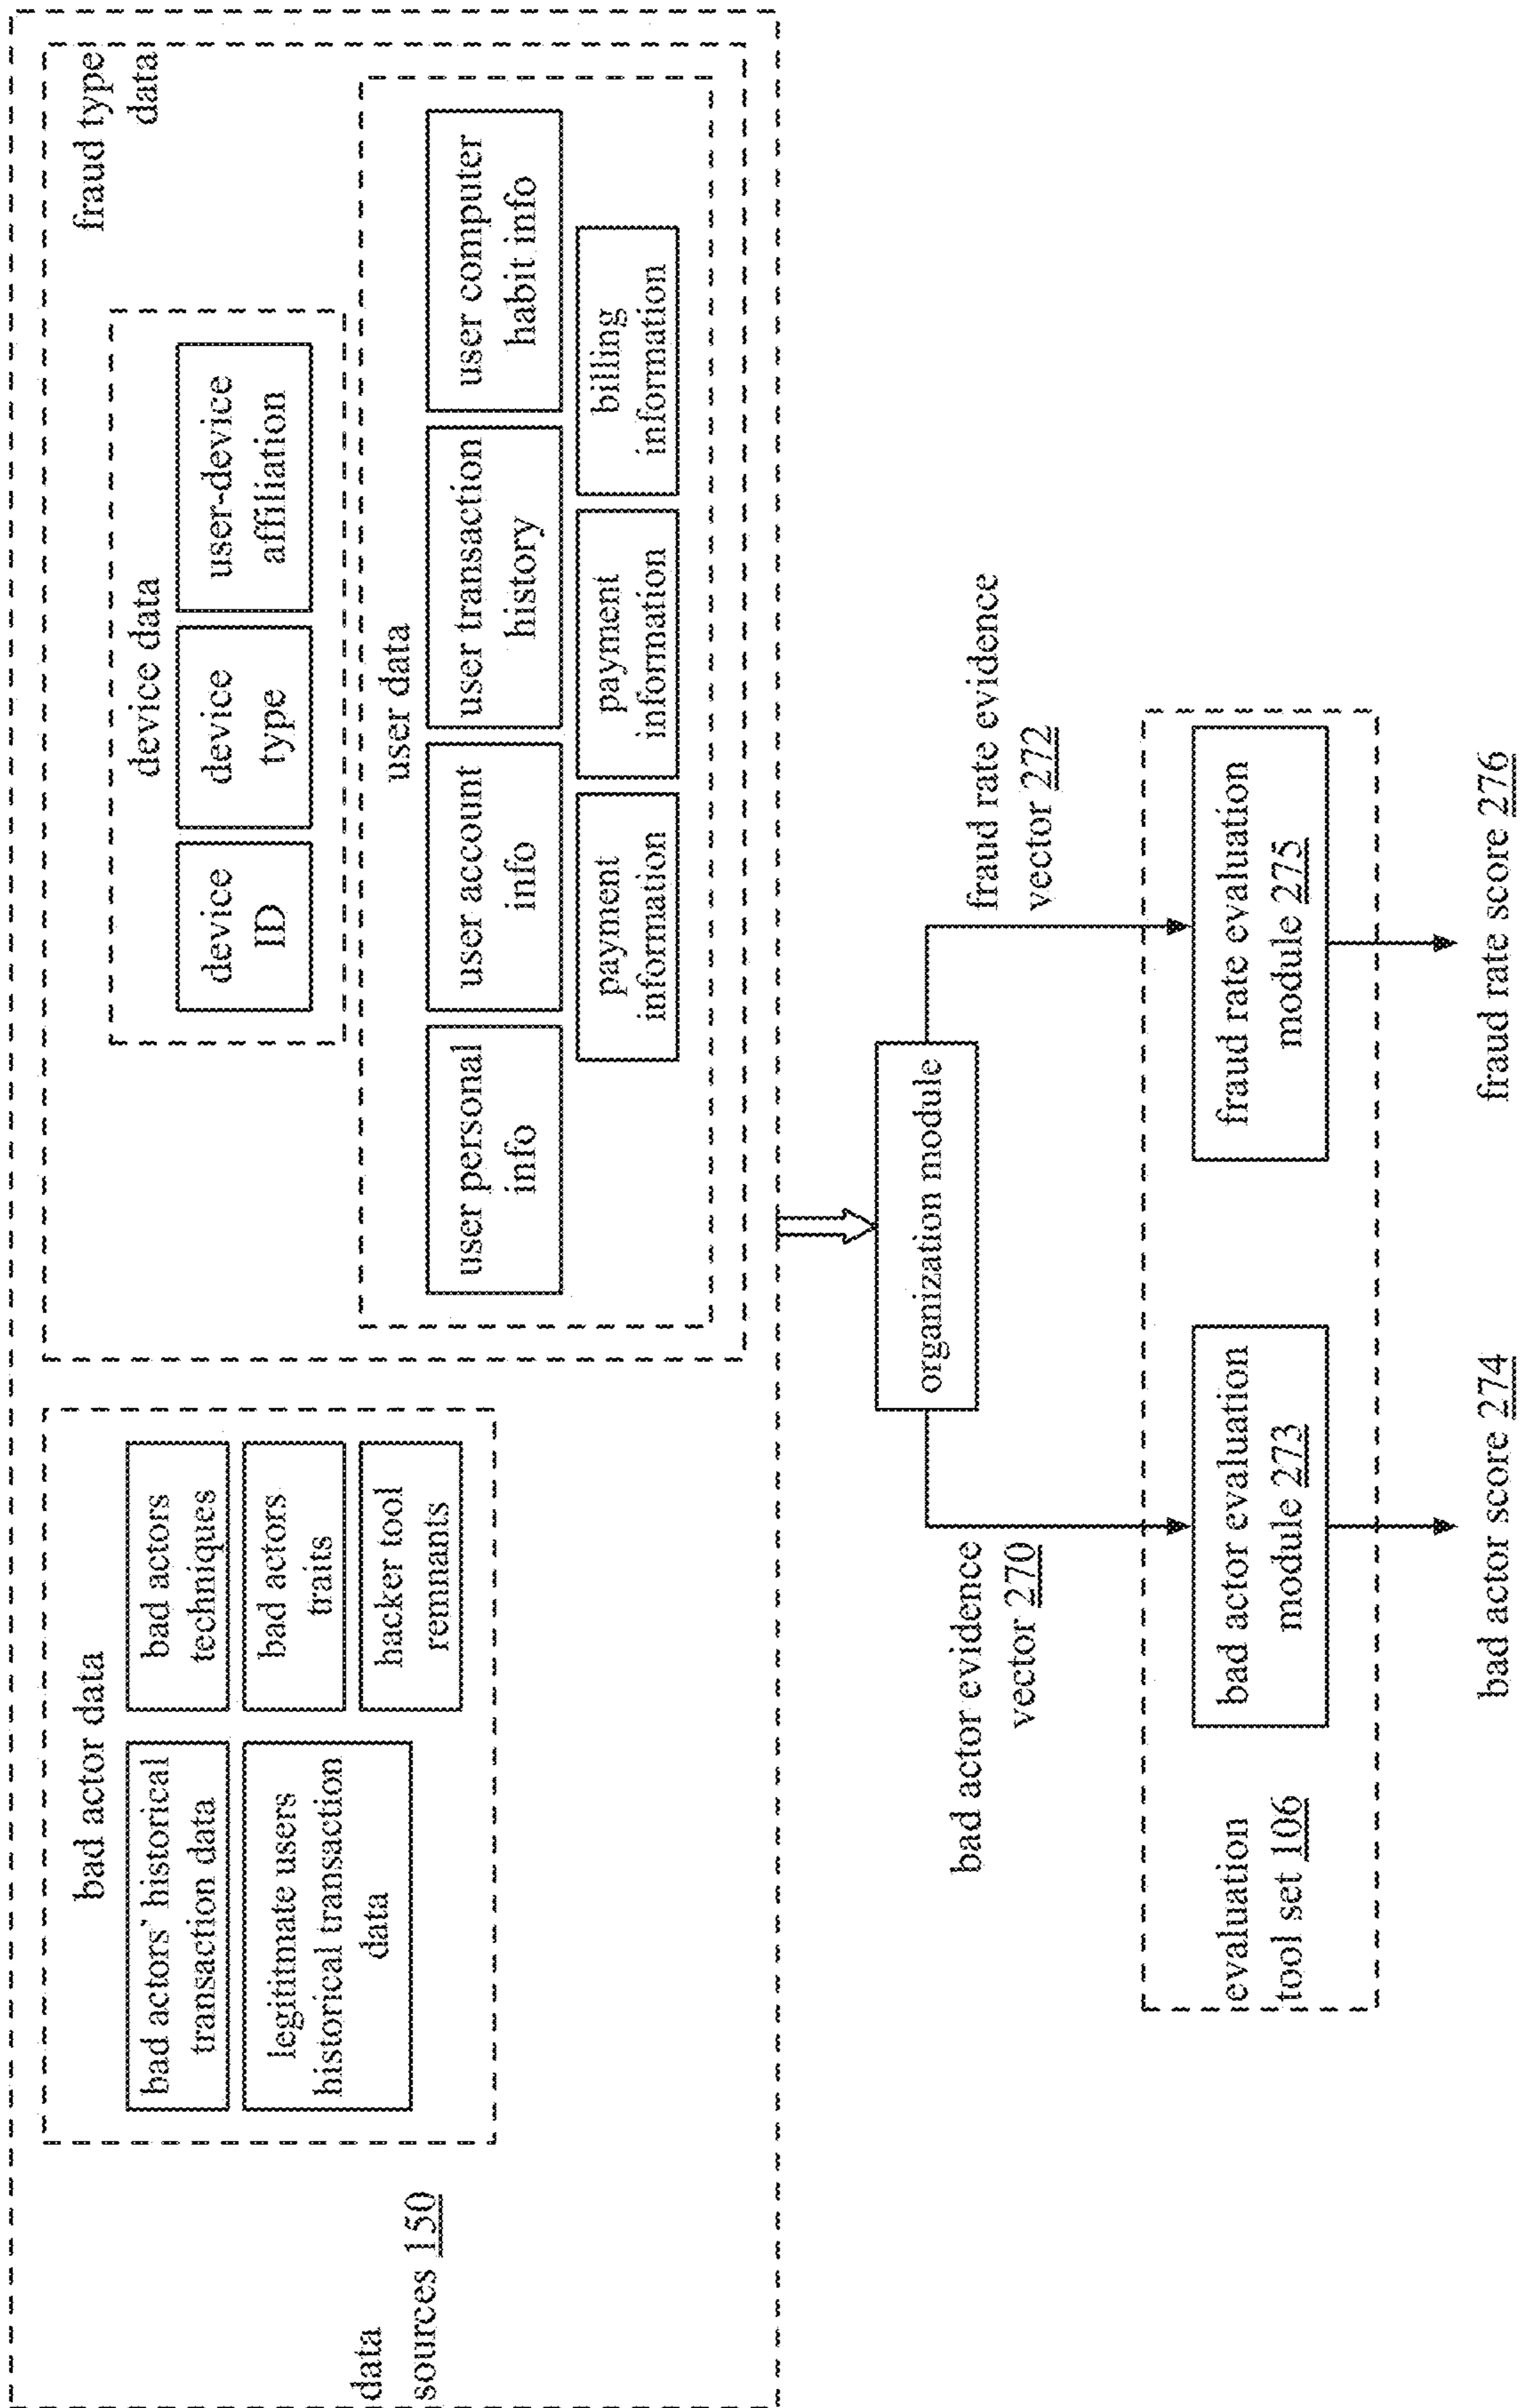 data
sources 150
bad actor data
bad actors' historical
transaction data
legititmate users
historical transaction
data
bad actors
techniques
bad actors
traits
hacker tool
remnants
fraud type
data
device data
device
ID
device
type
user-device
affiliation
user data
user personal
info
user account
info
user transaction
history
user computer
habit info
payment
information
payment
information
billing
information
organization module
bad actor evidence
vector 270
fraud rate evidence
vector 272
evaluation
tool set 106
bad actor evaluation
module 273
fraud rate evaluation
module 275
bad actor score 274
fraud rate score 276